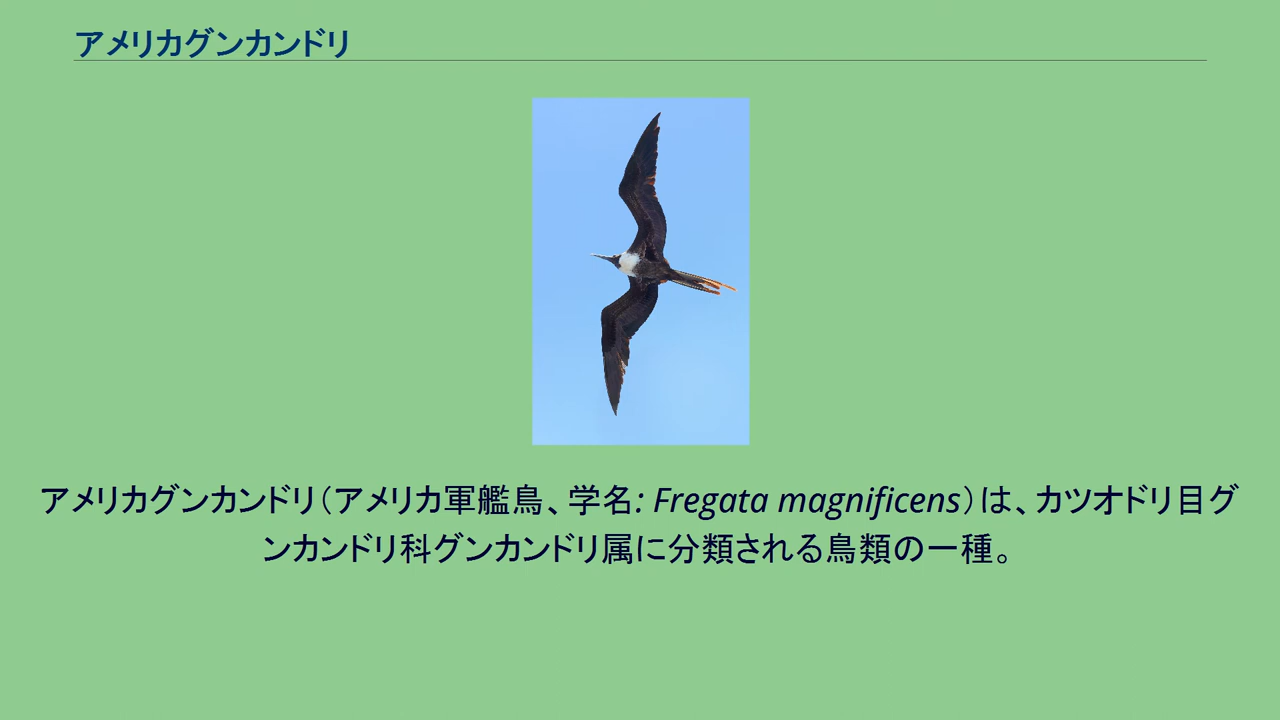 アメリカグンカンドリ
アメリカグンカンドリ（アメリカ軍艦鳥、学名: Fregata magnificens）は、カツオドリ目グ
ンカンドリ科グンカンドリ属に分類される鳥類の一種。